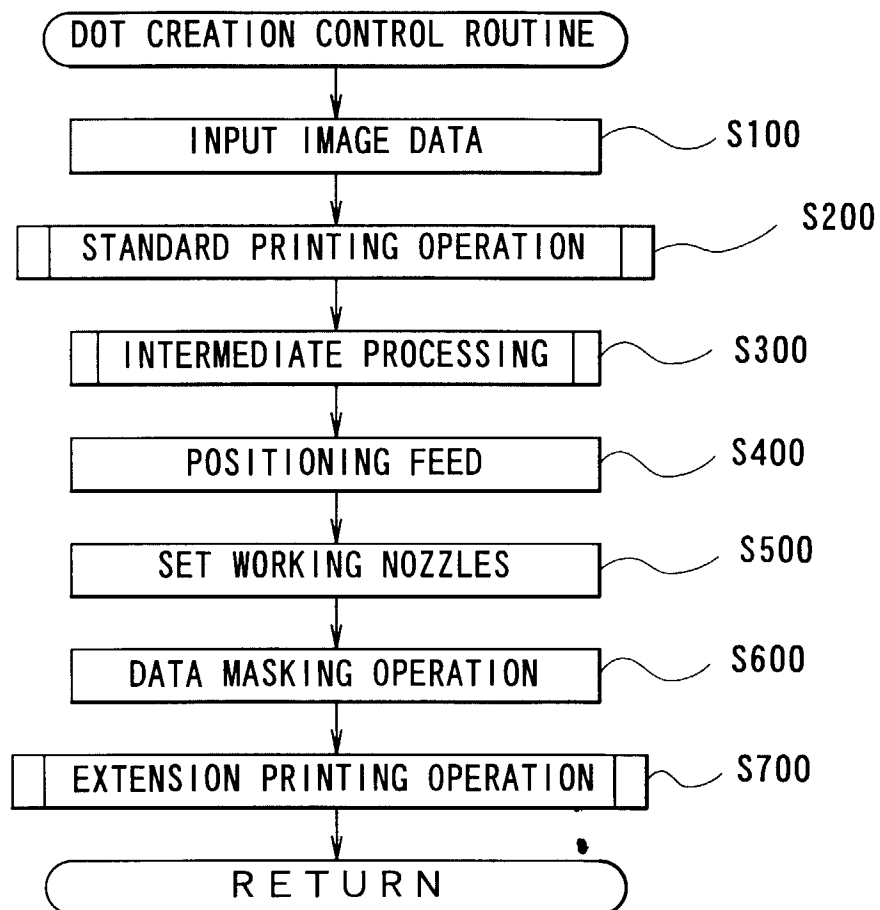 DOT CREATION CONTROL ROUTINE
INPUT IMAGE DATA
S100
STANDARD PRINTING OPERATION
S200
INTERMEDIATE PROCESSING
S300
POSITIONING FEED
S400
SET WORKING NOZZLES
S500
DATA MASKING OPERATION
S600
EXTENSION PRINTING OPERATION
S700
RETURN